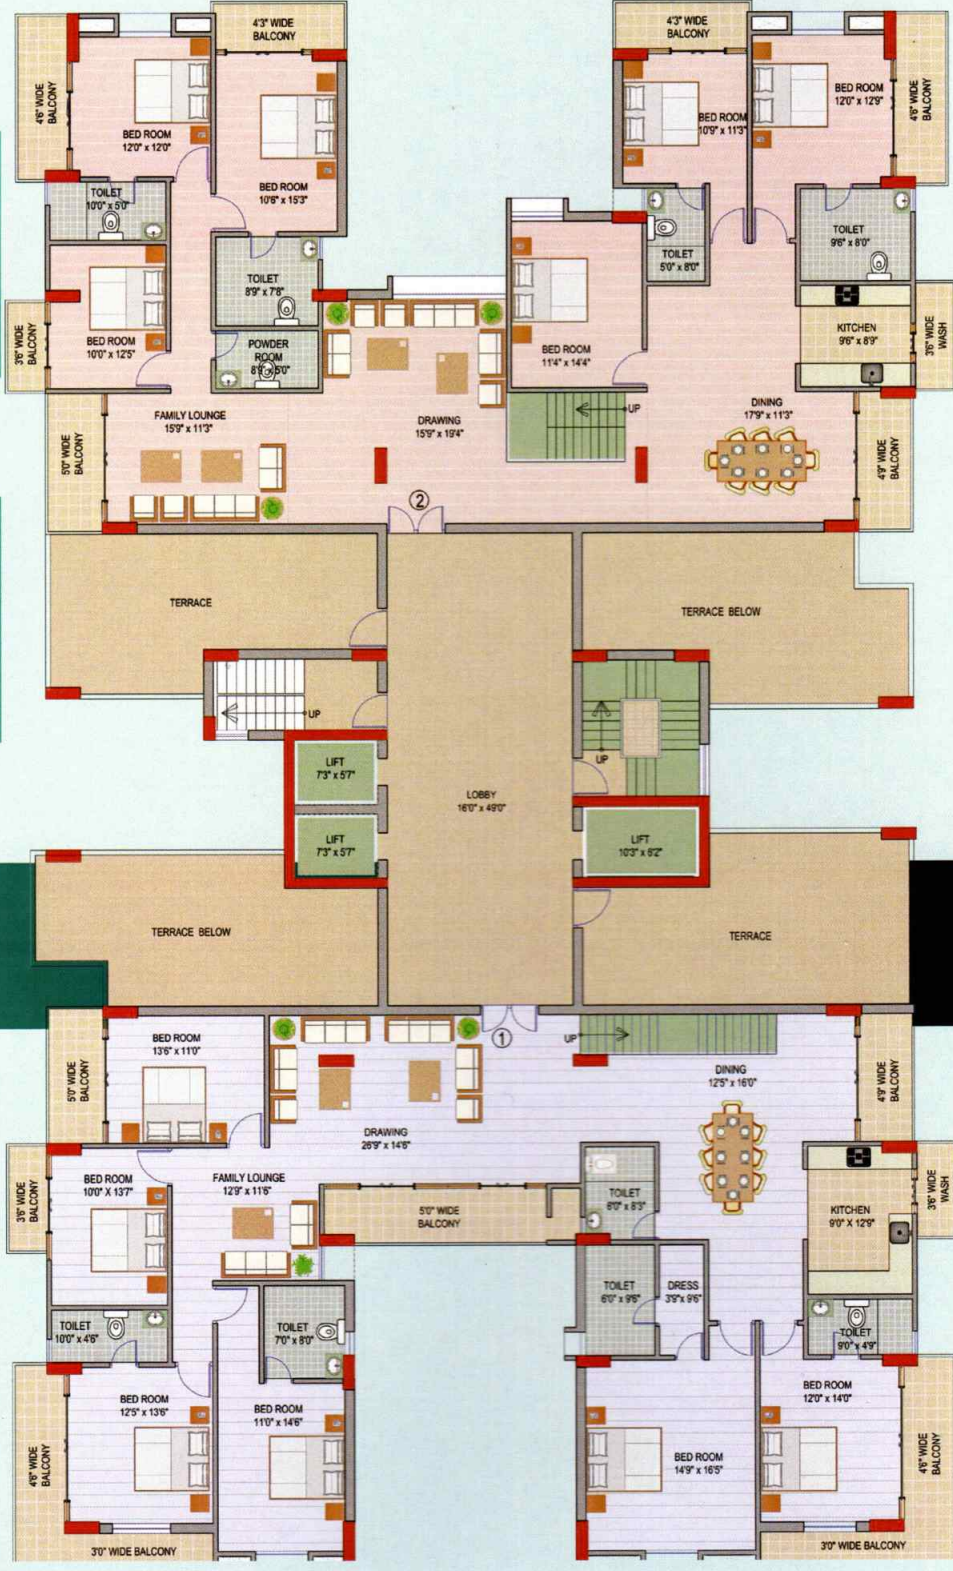 4'3" WIDE
BALCONY
4'3" WIDE
BALCONY
4'6" WIDE
BALCONY
BED ROOM
12'0" x 12'0"
BED ROOM
10'6" x 15'3"
BED ROOM
10'9" x 11'3"
BED ROOM
12'0" x 12'9"
4'6" WIDE
BALCONY
TOILET
10'0" x 5'0"
TOILET
8'9" x 7'8"
TOILET
5'0" x 8'0"
TOILET
9'6" x 8'0"
3'6" WIDE
BALCONY
BED ROOM
10'0" x 12'5"
POWDER
ROOM
BED ROOM
11'4" x 14'4"
KITCHEN
9'6" x 8'9"
3'6" WIDE
WASH
5'0" WIDE
BALCONY
FAMILY LOUNGE
15'9" x 11'3"
DRAWING
15'9" x 19'4"
UP
DINING
17'9" x 11'3"
4'9" WIDE
BALCONY
2
TERRACE
TERRACE BELOW
UP
UP
LIFT
7'3" x 5'7"
LOBBY
16'0" x 49'0"
LIFT
7'3" x 5'7"
LIFT
10'3" x 6'2"
TERRACE BELOW
TERRACE
5'0" WIDE
BALCONY
BED ROOM
13'6" x 11'0"
1
UP
DINING
12'5" x 16'0"
4'9" WIDE
BALCONY
DRAWING
26'9" x 14'6"
3'6" WIDE
BALCONY
BED ROOM
10'0" X 13'7"
FAMILY LOUNGE
12'9" x 11'6"
5'0" WIDE
BALCONY
TOILET
6'0" x 8'3"
KITCHEN
9'0" X 12'9"
3'6" WIDE
WASH
TOILET
10'0" x 4'6"
TOILET
7'0" x 8'0"
TOILET
6'0" x 9'6"
DRESS
3'9"x 9'6"
TOILET
9'0" x 4'9"
4'6" WIDE
BALCONY
BED ROOM
12'5" x 13'6"
BED ROOM
11'0" x 14'6"
BED ROOM
14'9" x 16'5"
BED ROOM
12'0" x 14'0"
4'6" WIDE
BALCONY
3'0" WIDE BALCONY
3'0" WIDE BALCONY